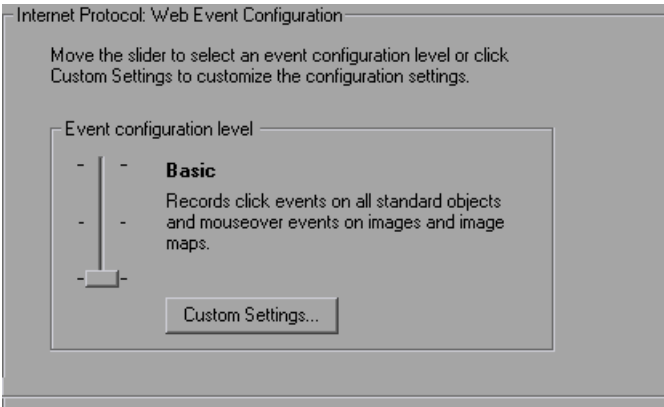 Internet Protocol: Web Event Configuration
Move the slider to select an event configuration level or click
Custom Settings to customize the configuration settings.
Event configuration level
Basic
Records click events on all standard objects
and mouseover events on images and image
maps.
Custom Settings...